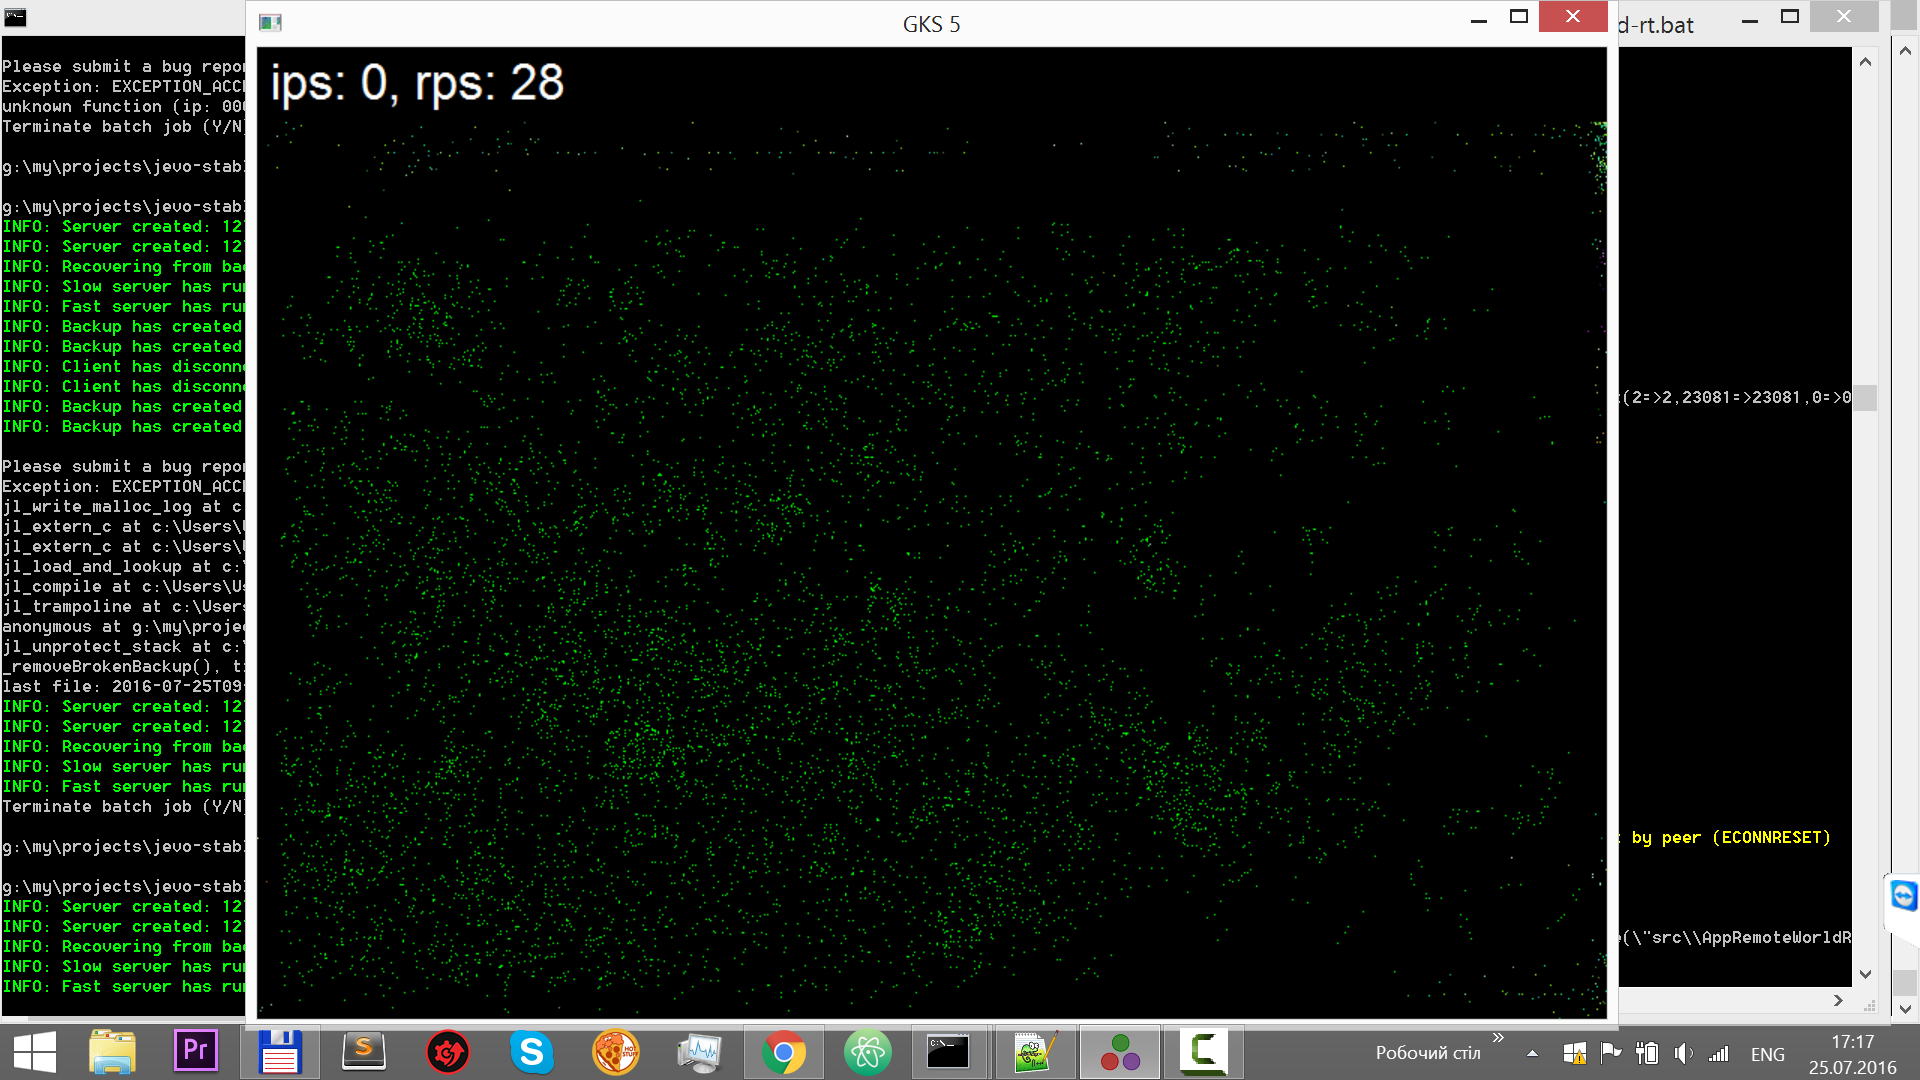 Please submit a bug repor
Exception: EXCEPTION_ACC
unknown function (ip: 00
Terminate batch job (Y/N
g:\my\projects\jevo-stab
g:\my\projects\jevo-stab
INFO: Server created: 12
INFO: Server created: 12
INFO: Recovering from ba
INFO: Slow server has ru
INFO: Fast server has ru
INFO: Backup has created
INFO: Backup has created
INFO: Client has disconn
INFO: Client has disconn
INFO: Backup has created
INFO: Backup has created
Please submit a bug repor
Exception: EXCEPTION_ACC
jl_write_malloc_log at c
jl_extern_c at c:\Users\
jl_extern_c at c:\Users\
jl_load_and_lookup at c:
jl_compile at c:\Users\Us
jl_trampoline at c:\User
anonymous at g:\my\proje
jl_unprotect_stack at c:
_removeBrokenBackup(), t
last file: 2016-07-25T09
INFO: Server created: 12
INFO: Server created: 12
INFO: Recovering from ba
INFO: Slow server has ru
INFO: Fast server has ru
Terminate batch job (Y/N
g:\my\projects\jevo-stab
g:\my\projects\jevo-stab
INFO: Server created: 12
INFO: Server created: 12
INFO: Recovering from ba
INFO: Slow server has ru
INFO: Fast server has ru
GKS 5
ips: 0, rps: 28
d-rt.bat
(2=>2,23081=>23081,0=>0
by peer (ECONNRESET)
(\"src\\AppRemoteWorldR
Pr
S
S
HOT STUFF
C:\_
C
Робочий стіл
ENG
17:17
25.07.2016